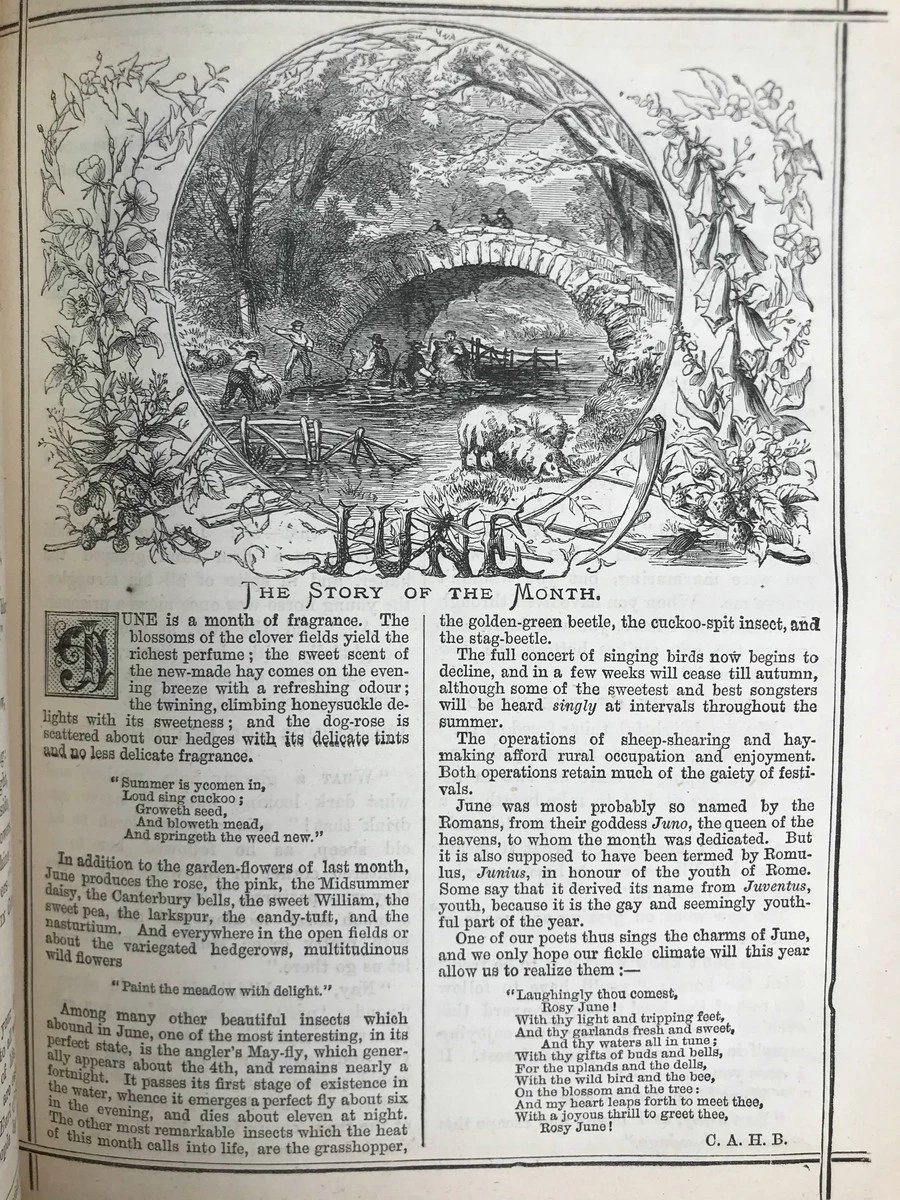 JUNE
THE STORY OF THE MONTH.
JUNE is a month of fragrance. The
blossoms of the clover fields yield the
richest perfume; the sweet scent of
the new-made hay comes on the even-
ing breeze with a refreshing odour;
the twining, climbing honeysuckle de-
lights with its sweetness; and the dog-rose is
scattered about our hedges with its delicate tints
and no less delicate fragrance.
"Summer is ycomen in,
Loud sing cuckoo;
Groweth seed,
And bloweth mead,
And springeth the weed new."
In addition to the garden-flowers of last month,
June produces the rose, the pink, the Midsummer
daisy, the Canterbury bells, the sweet William, the
sweet pea, the larkspur, the candy-tuft, and the
nasturtium. And everywhere in the open fields or
about the variegated hedgerows, multitudinous
wild flowers
"Paint the meadow with delight."
Among many other beautiful insects which
abound in June, one of the most interesting, in its
perfect state, is the angler's May-fly, which gener-
ally appears about the 4th, and remains nearly a
fortnight. It passes its first stage of existence in
the water, whence it emerges a perfect fly about six
in the evening, and dies about eleven at night.
The other most remarkable insects which the heat
of this month calls into life, are the grasshopper,
the golden-green beetle, the cuckoo-spit insect, and
the stag-beetle.
The full concert of singing birds now begins to
decline, and in a few weeks will cease till autumn,
although some of the sweetest and best songsters
will be heard singly at intervals throughout the
summer.
The operations of sheep-shearing and hay-
making afford rural occupation and enjoyment.
Both operations retain much of the gaiety of festi-
vals.
June was most probably so named by the
Romans, from their goddess Juno, the queen of the
heavens, to whom the month was dedicated. But
it is also supposed to have been termed by Romu-
lus, Junius, in honour of the youth of Rome.
Some say that it derived its name from Juventus,
youth, because it is the gay and seemingly youth-
ful part of the year.
One of our poets thus sings the charms of June,
and we only hope our fickle climate will this year
allow us to realize them :—
"Laughingly thou comest,
Rosy June!
With thy light and tripping feet,
And thy garlands fresh and sweet,
And thy waters all in tune;
With thy gifts of buds and bells,
For the uplands and the dells,
With the wild bird and the bee,
On the blossom and the tree:
And my heart leaps forth to meet thee,
With a joyous thrill to greet thee,
Rosy June!
C. A. H. B.